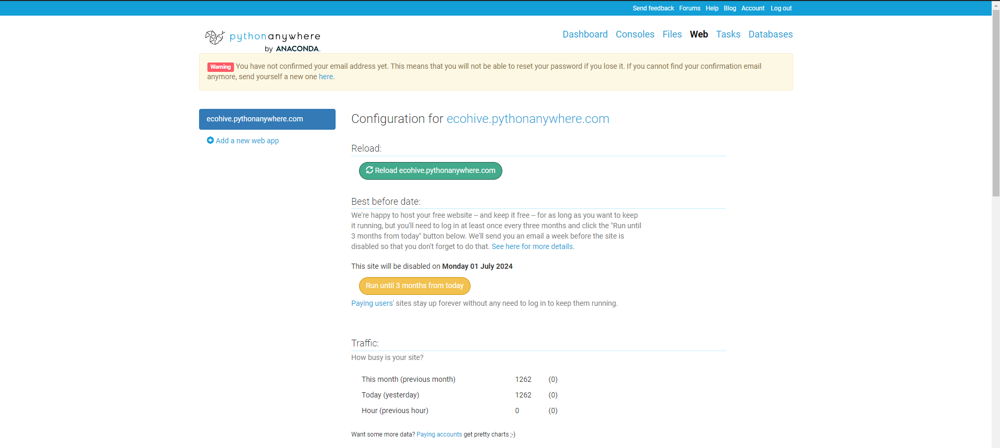 Send feedback Forums Help Blog Account Log out
pythonanywhere
by ANACONDA.
Dashboard Consoles Files Web Tasks Databases
Warning You have not confirmed your email address yet. This means that you will not be able to reset your password if you lose it. If you cannot find your confirmation email
anymore, send yourself a new one here.
ecohive.pythonanywhere.com
Add a new web app
Configuration for ecohive.pythonanywhere.com
Reload:
Reload ecohive.pythonanywhere.com
Best before date:
We're happy to host your free website -- and keep it free -- for as long as you want to keep
it running, but you'll need to log in at least once every three months and click the "Run until
3 months from today" button below. We'll send you an email a week before the site is
disabled so that you don't forget to do that. See here for more details.
This site will be disabled on Monday 01 July 2024
Run until 3 months from today
Paying users' sites stay up forever without any need to log in to keep them running.
Traffic:
How busy is your site?
This month (previous month) 1262 (0)
Today (yesterday) 1262 (0)
Hour (previous hour) 0 (0)
Want some more data? Paying accounts get pretty charts ;-)